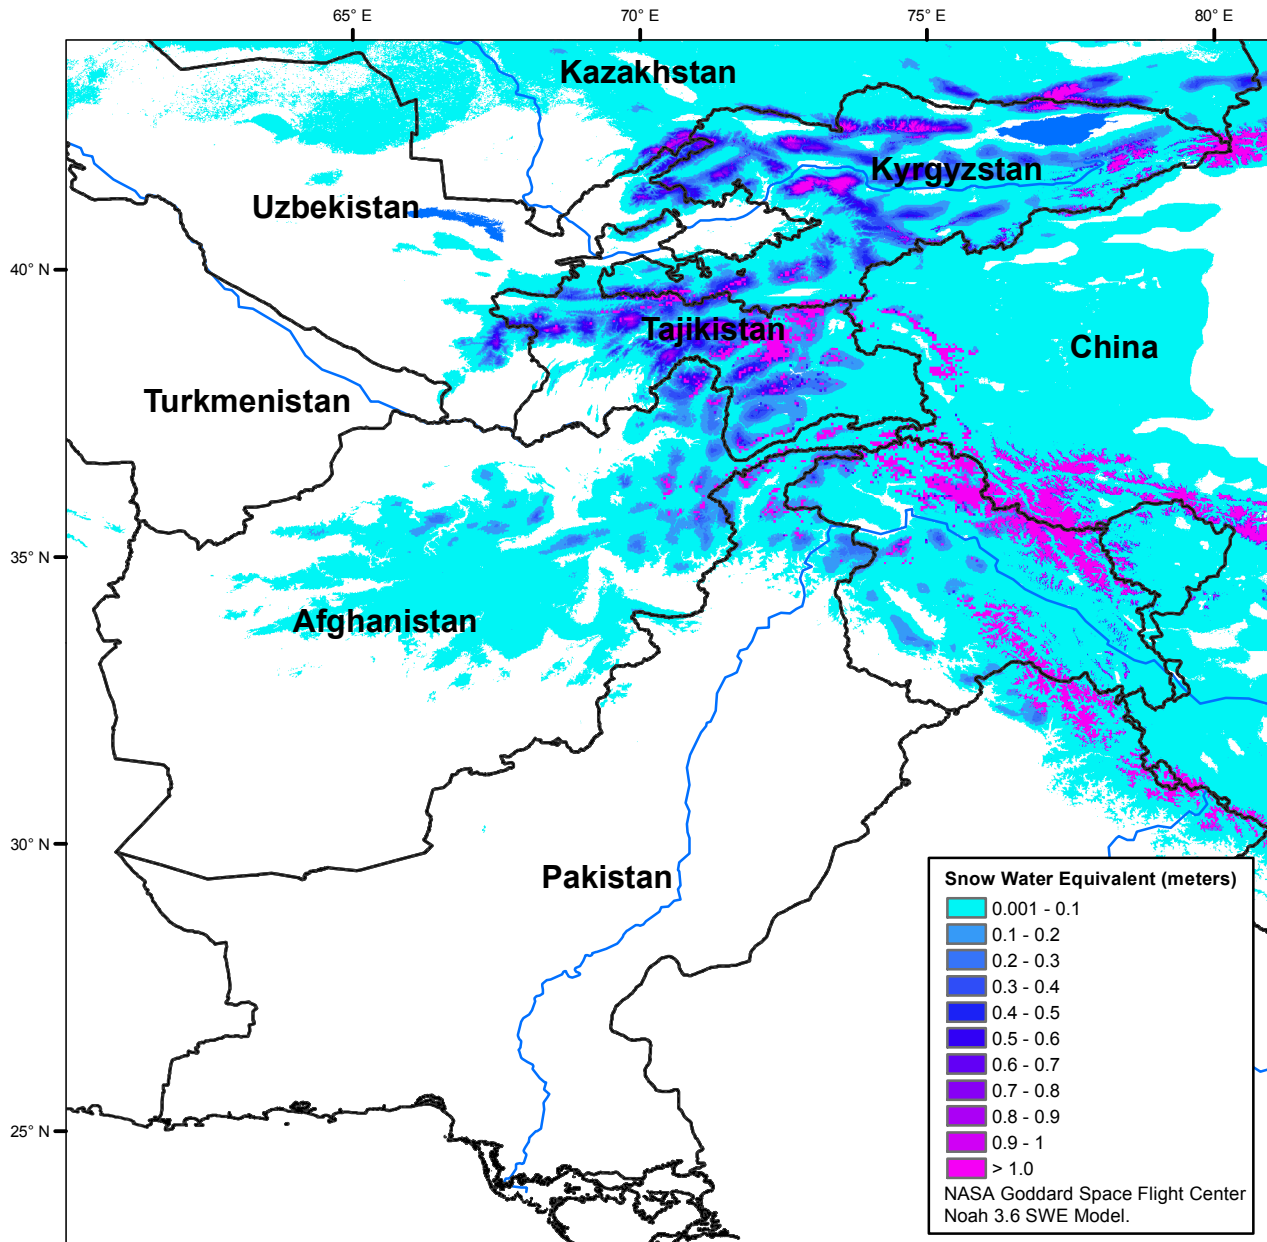 65° E
70° E
75° E
80° E
Kazakhstan
Kyrgyzstan
Uzbekistan
40° N
Tajikistan
China
Turkmenistan
35° N
Afghanistan
30° N
Pakistan
Snow Water Equivalent (meters)
0.001 - 0.1
0.1 - 0.2
0.2 - 0.3
0.3 - 0.4
0.4 - 0.5
0.5 - 0.6
0.6 - 0.7
0.7 - 0.8
0.8 - 0.9
0.9 - 1
> 1.0
NASA Goddard Space Flight Center
Noah 3.6 SWE Model.
25° N